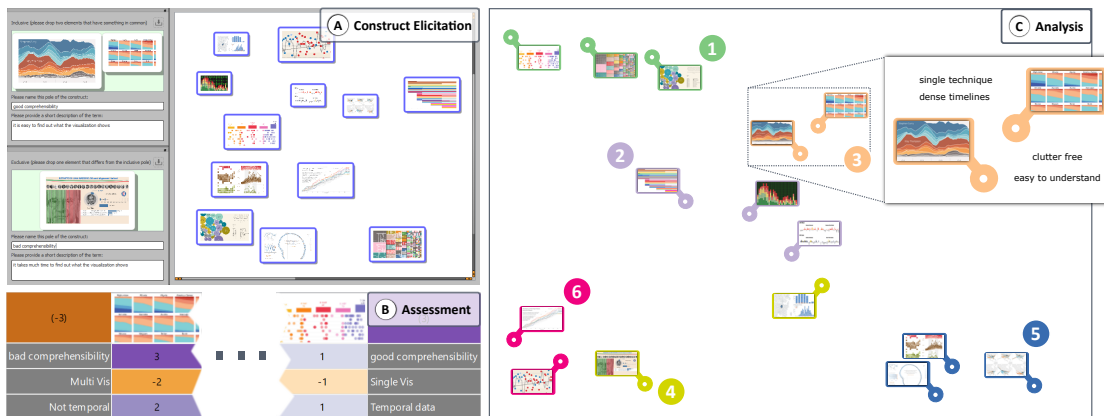 A Construct Elicitation
Inclusive (please drop two elements that have something in common)
Please name this pole of the construct:
good comprehensibility
Please provide a short description of the term:
it is easy to find out what the visualization shows
Exclusive (please drop one element that differs from the inclusive pole)
Please name this pole of the construct:
bad comprehensibility
Please provide a short description of the term:
it takes much time to find out what the visualisation shows
B Assessment
(-3)
bad comprehensibility 3 1 good comprehensibility
Multi Vis -2 -1 Single Vis
Not temporal 2 1 Temporal data
C Analysis
1
single technique
dense timelines
clutter free
easy to understand
3
2
6
5
4